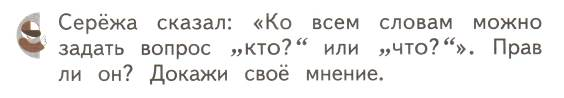 Серёжа сказал: «Ко всем словам можно
задать вопрос „кто?“ или „что?“». Прав
ли он? Докажи своё мнение.